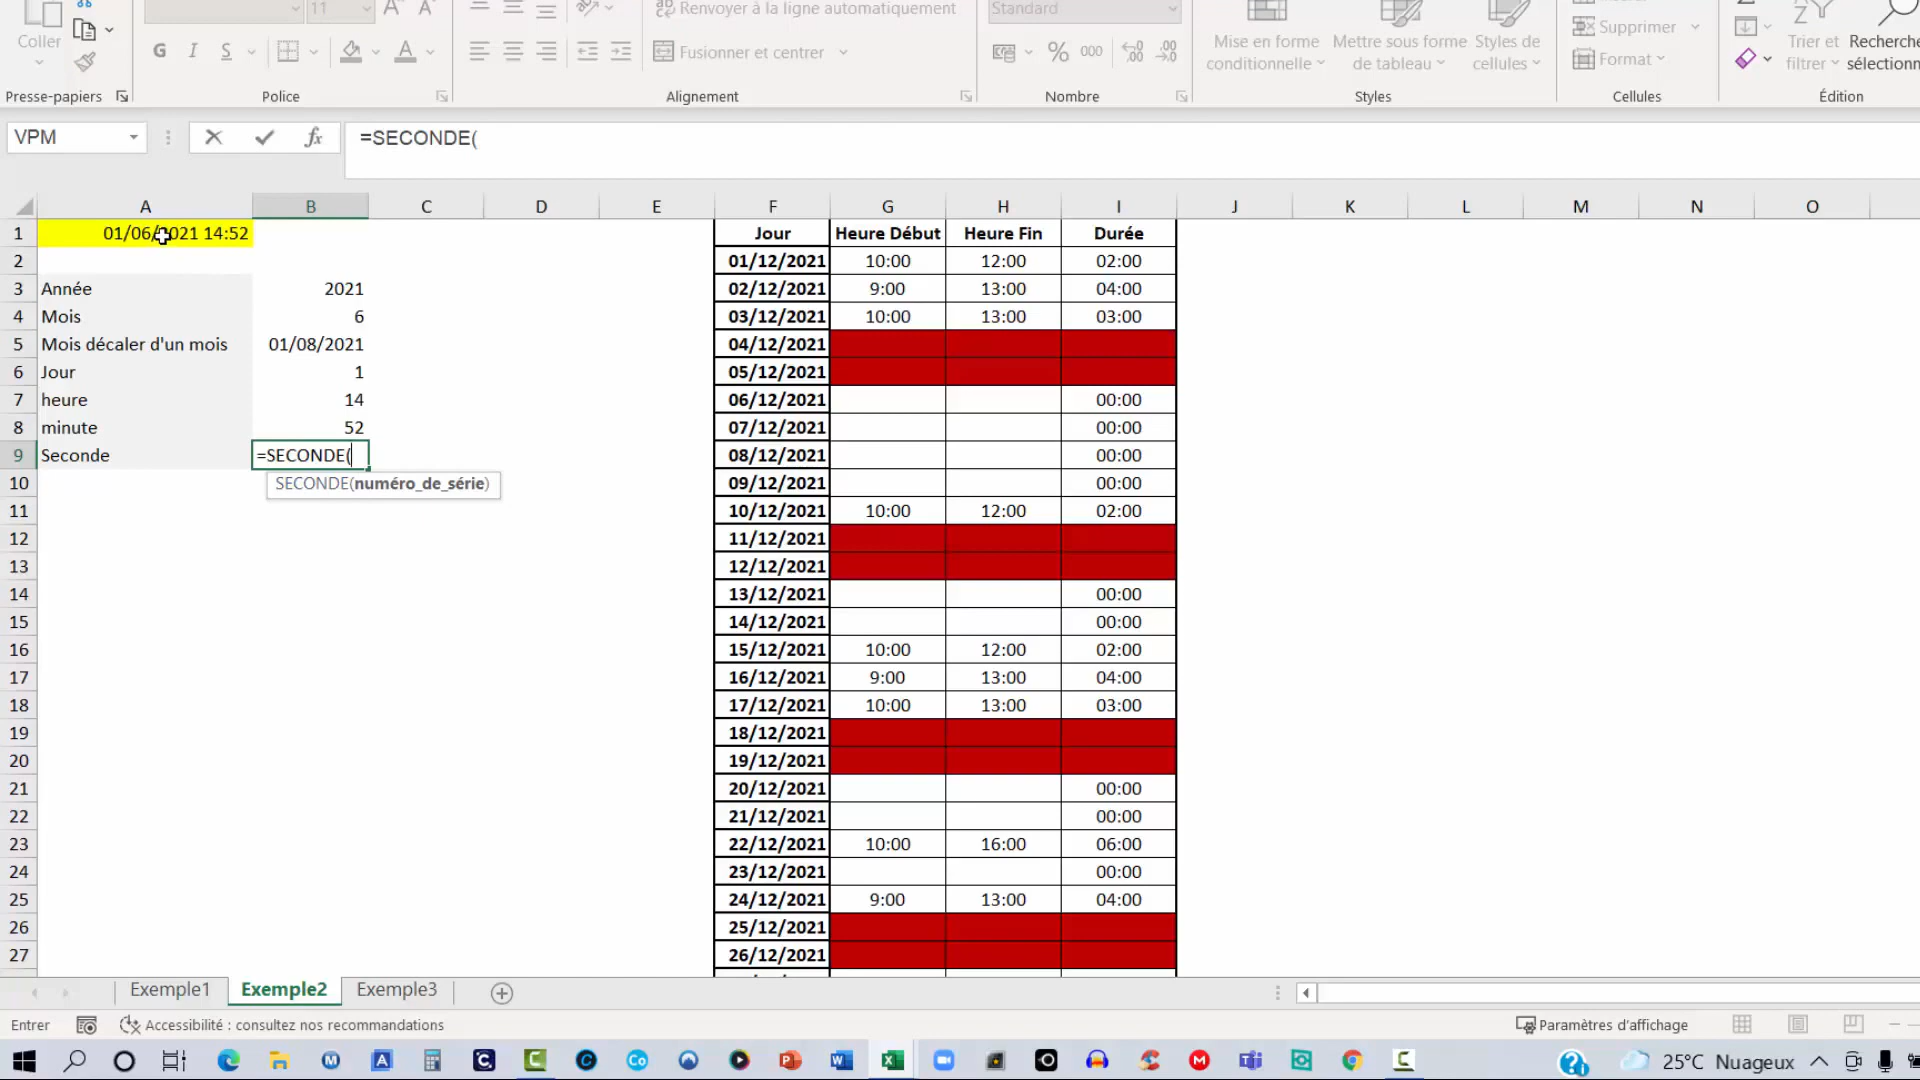 Coller
11
Renvoyer à la ligne automatiquement
Standard
G I S
A
Fusionner et centrer
% 000
Mise en forme conditionnelle
Mettre sous forme de tableau
Styles de cellules
Supprimer
Format
Trier et filtrer
Recherche
sélectionn
Presse-papiers
Police
Alignement
Nombre
Styles
Cellules
Édition
VPM
fx
=SECONDE(
A B C D E F G H I J K L M N O
1 01/06/2021 14:52 Jour Heure Début Heure Fin Durée
2 01/12/2021 10:00 12:00 02:00
3 Année 2021 02/12/2021 9:00 13:00 04:00
4 Mois 6 03/12/2021 10:00 13:00 03:00
5 Mois décaler d'un mois 01/08/2021 04/12/2021
6 Jour 1 05/12/2021
7 heure 14 06/12/2021 00:00
8 minute 52 07/12/2021 00:00
9 Seconde =SECONDE( 08/12/2021 00:00
SECONDE(numéro_de_série)
10 09/12/2021 00:00
11 10/12/2021 10:00 12:00 02:00
12 11/12/2021
13 12/12/2021
14 13/12/2021 00:00
15 14/12/2021 00:00
16 15/12/2021 10:00 12:00 02:00
17 16/12/2021 9:00 13:00 04:00
18 17/12/2021 10:00 13:00 03:00
19 18/12/2021
20 19/12/2021
21 20/12/2021 00:00
22 21/12/2021 00:00
23 22/12/2021 10:00 16:00 06:00
24 23/12/2021 00:00
25 24/12/2021 9:00 13:00 04:00
26 25/12/2021
27 26/12/2021
Exemple1 Exemple2 Exemple3
Entrer
Accessibilité : consultez nos recommandations
Paramètres d'affichage
25°C Nuageux